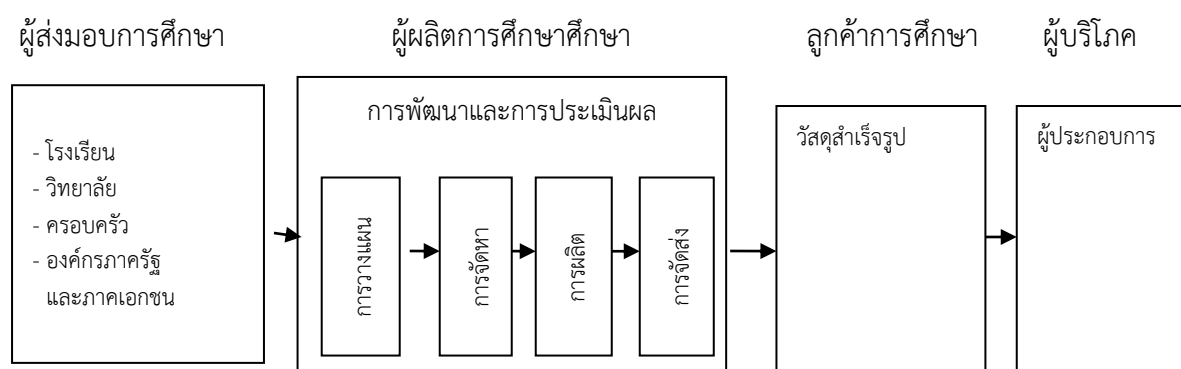 ผู้ส่งมอบการศึกษา
ผู้ผลิตการศึกษาศึกษา
ลูกค้าการศึกษา
ผู้บริโภค
- โรงเรียน
- วิทยาลัย
- ครอบครัว
- องค์กรภาครัฐ
และภาคเอกชน
การพัฒนาและการประเมินผล
การวางแผน
การจัดหา
การผลิต
การจัดส่ง
วัสดุสำเร็จรูป
ผู้ประกอบการ